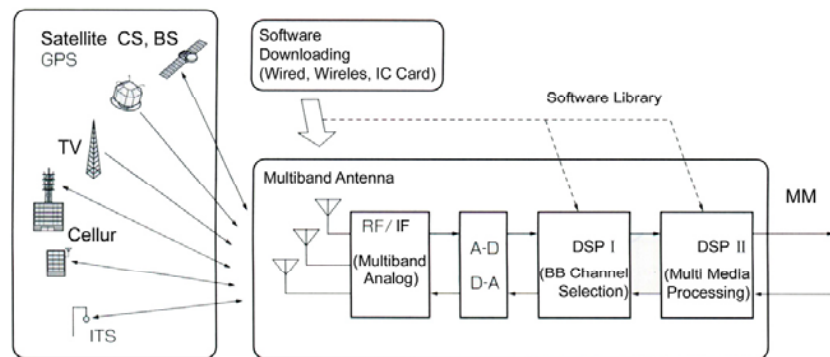 Satellite CS, BS
GPS
TV
Cellur
ITS
Software
Downloading
(Wired, Wireles, IC Card)
Software Library
Multiband Antenna
RF/IF
(Multiband
Analog)
A-D
D-A
DSP I
(BB Channel
Selection)
DSP II
(Multi Media
Processing)
MM